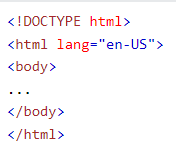 <!DOCTYPE html>
<html lang="en-US">
<body>
...
</body>
</html>